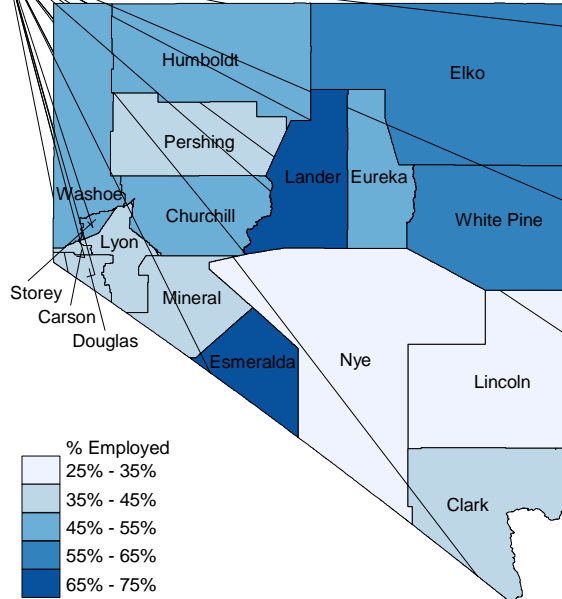 Humboldt
Elko
Pershing
Lander
Eureka
Washoe
Churchill
White Pine
Lyon
Storey
Mineral
Carson
Douglas
Esmeralda
Nye
Lincoln
% Employed
25% - 35%
35% - 45%
45% - 55%
55% - 65%
65% - 75%
Clark